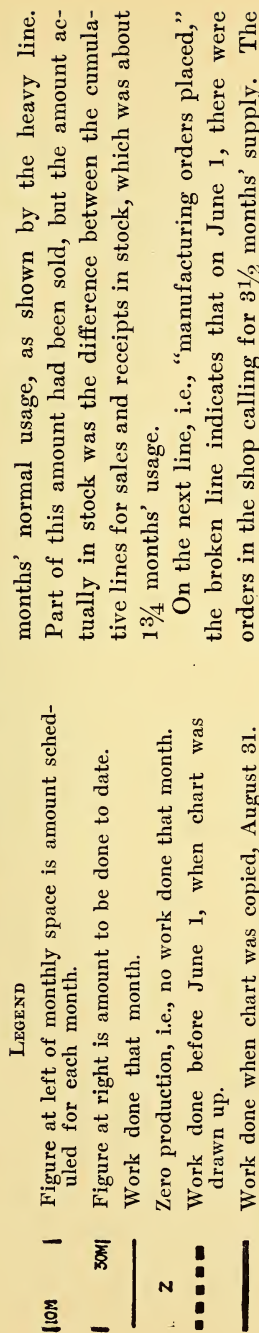 LEGEND
10M Figure at left of monthly space is amount sched-
uled for each month.
30M Figure at right is amount to be done to date.
Work done that month.
Z Zero production, i.e., no work done that month.
Work done before June 1, when chart was
drawn up.
Work done when chart was copied, August 31.
months' normal usage, as shown by the heavy line.
Part of this amount had been sold, but the amount ac-
tually in stock was the difference between the cumula-
tive lines for sales and receipts in stock, which was about
1¾ months' usage.
On the next line, i.e., “manufacturing orders placed,”
the broken line indicates that on June 1, there were
orders in the shop calling for 3½ months' supply. The